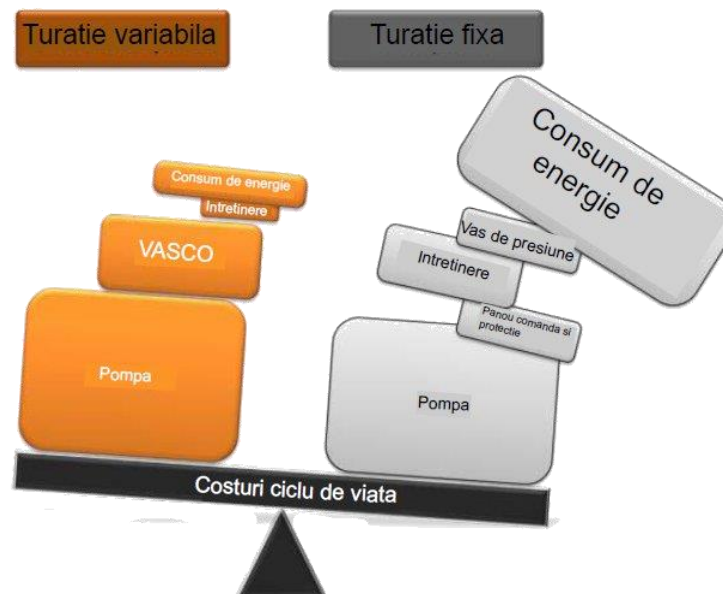 Turatie variabila
Turatie fixa
Consum de energie
Intretinere
VASCO
Pompa
Consum de
energie
Vas de presiune
Intretinere
Panou comanda si
protectie
Pompa
Costuri ciclu de viata